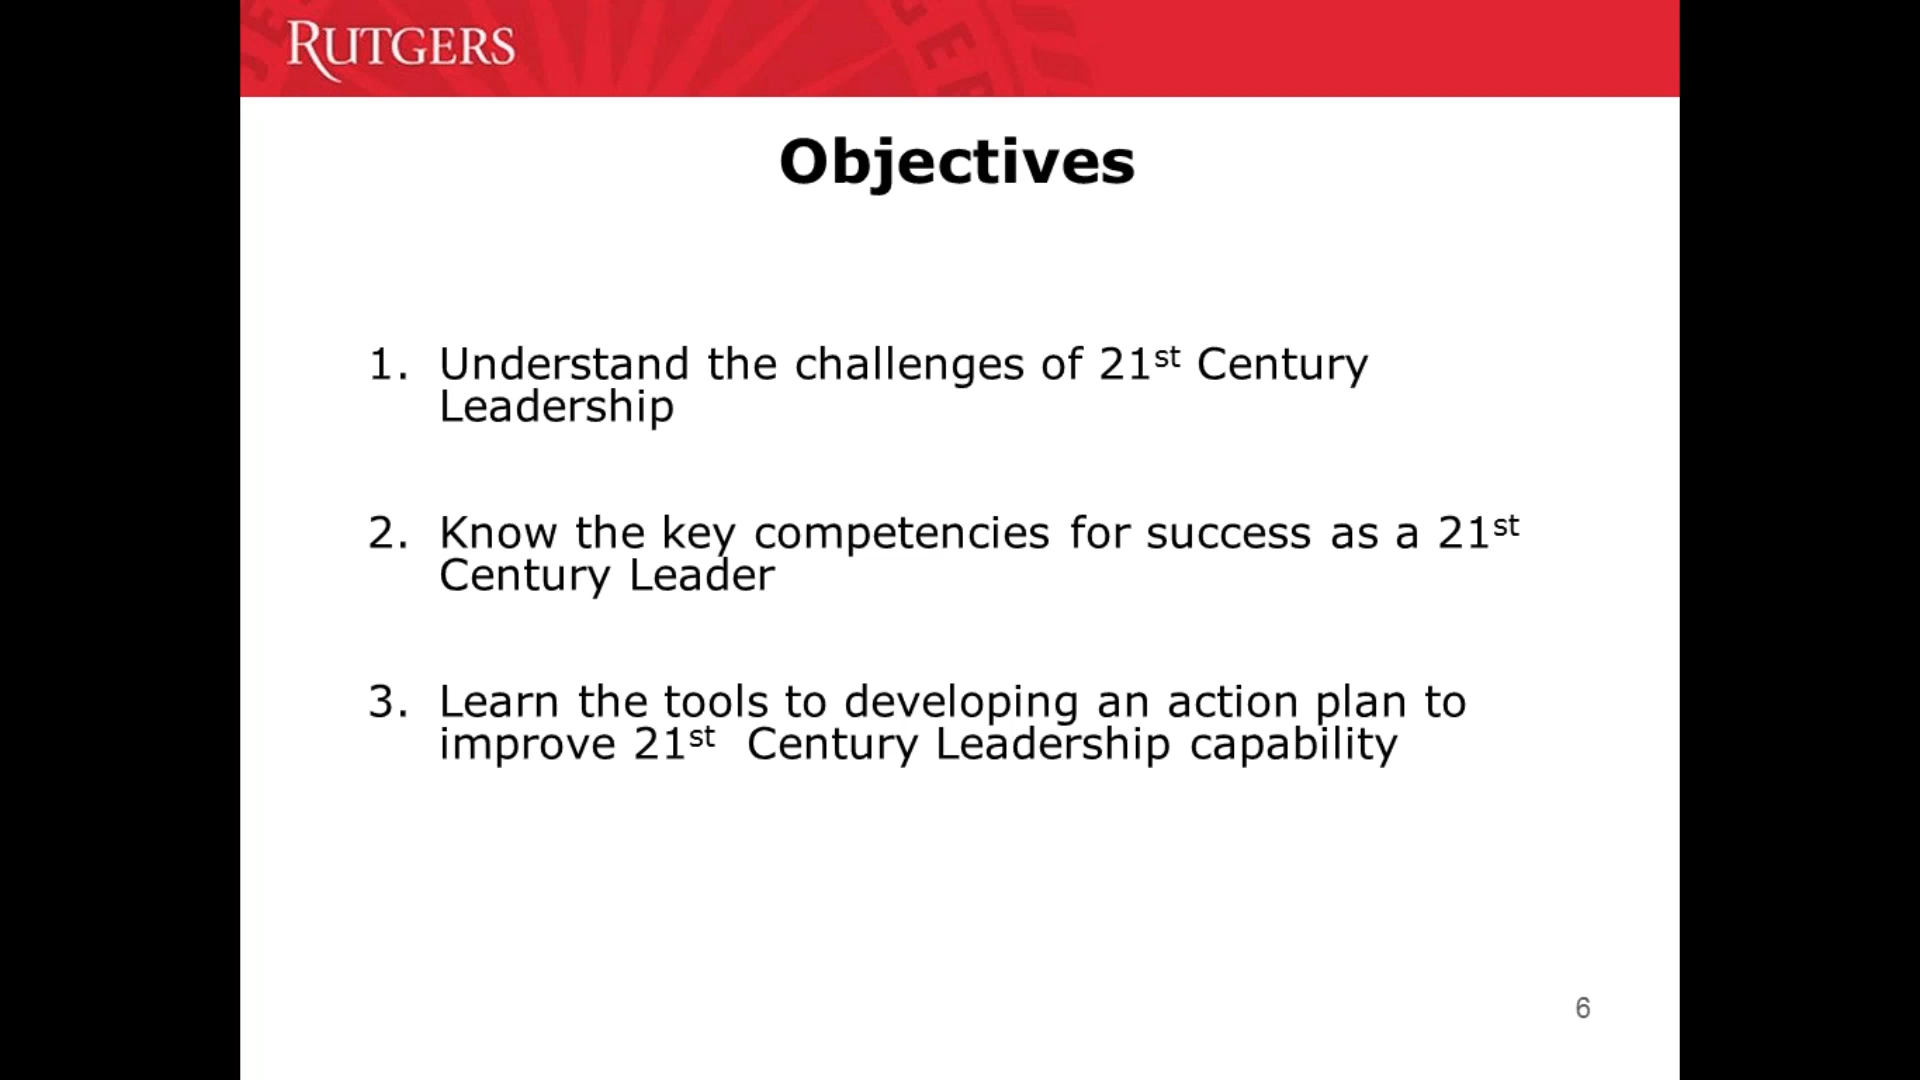 RUTGERS
Objectives
1. Understand the challenges of 21st Century
Leadership
2. Know the key competencies for success as a 21st
Century Leader
3. Learn the tools to developing an action plan to
improve 21st  Century Leadership capability
6